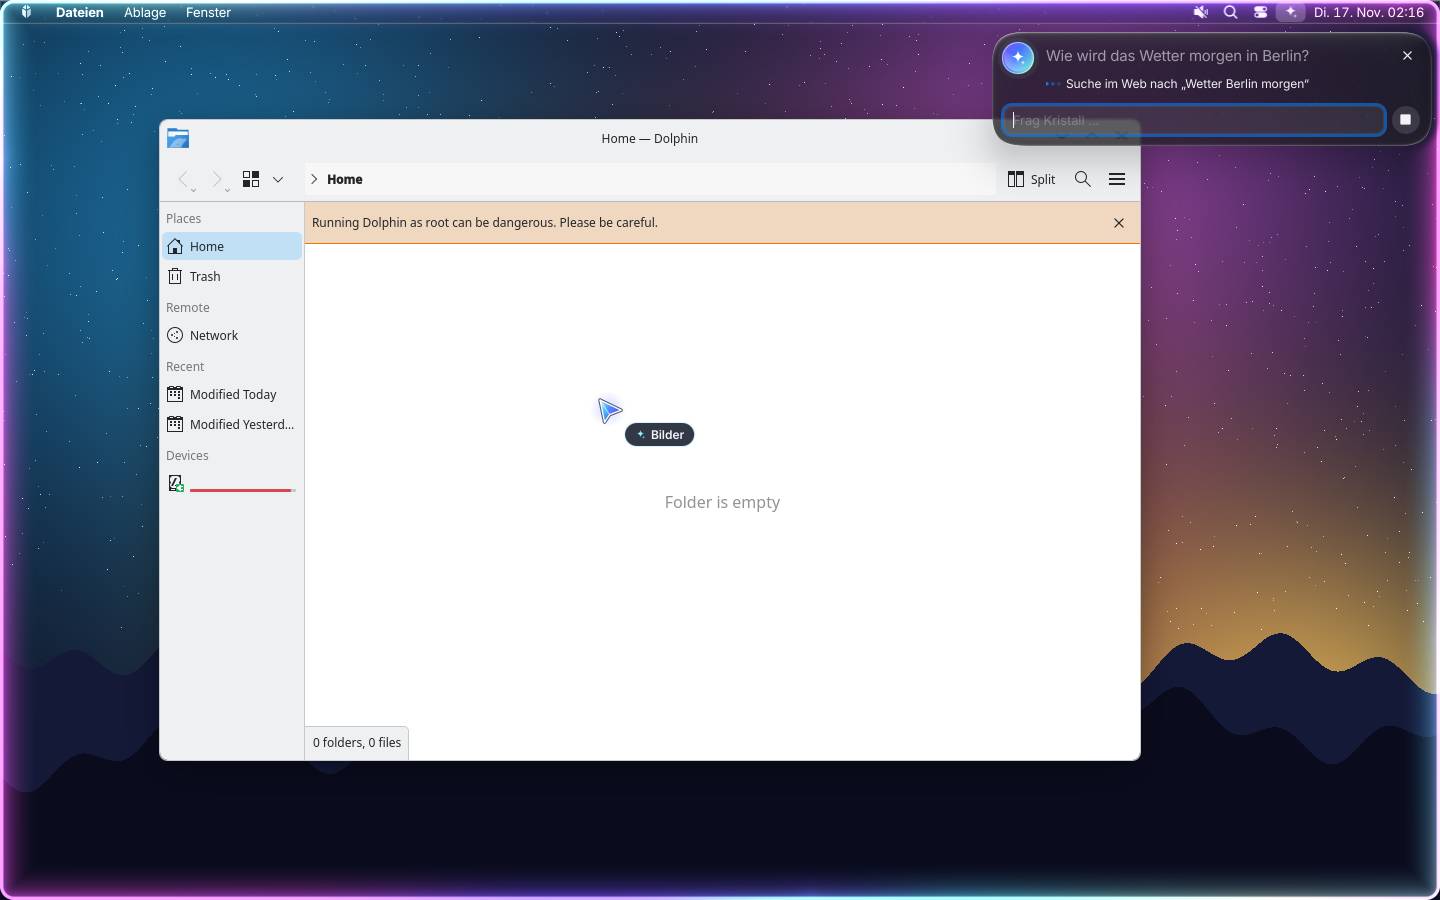 Dateien Ablage Fenster Di. 17. Nov. 02:16
Wie wird das Wetter morgen in Berlin?
Suche im Web nach „Wetter Berlin morgen“
Frag Kristall ...
Home — Dolphin
Home
Split
Running Dolphin as root can be dangerous. Please be careful.
Places
Home
Trash
Remote
Network
Recent
Modified Today
Modified Yesterd...
Devices
Bilder
Folder is empty
0 folders, 0 files